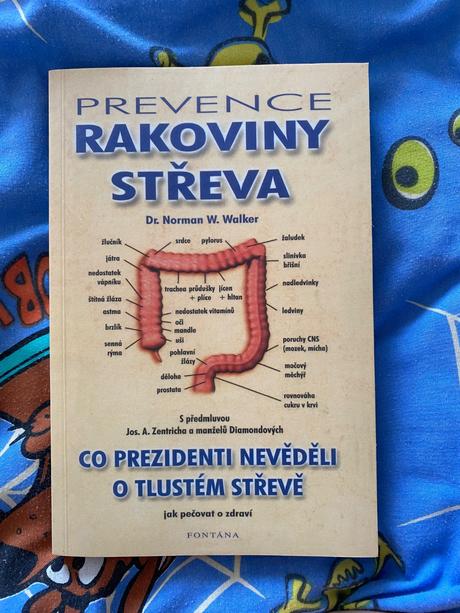 PREVENCE
RAKOVINY
STŘEVA
Dr. Norman W. Walker
žlučník
srdce
pylorus
žaludek
játra
slinivka
břišní
nedostatek
vápníku
trachea průdušky jícen
+ plíce + hltan
nadledvinky
štítná žláza
astma
nedostatek vitamínů
ledviny
brzlík
oči
mandle
uši
senná
rýma
poruchy CNS
(mozek, mícha)
pohlavní
žlázy
močový
měchýř
děloha
prostata
rovnováha
cukru v krvi
S předmluvou
Jos. A. Zentricha a manželů Diamondových
CO PREZIDENTI NEVĚDĚLI
O TLUSTÉM STŘEVĚ
jak pečovat o zdraví
FONTÁNA